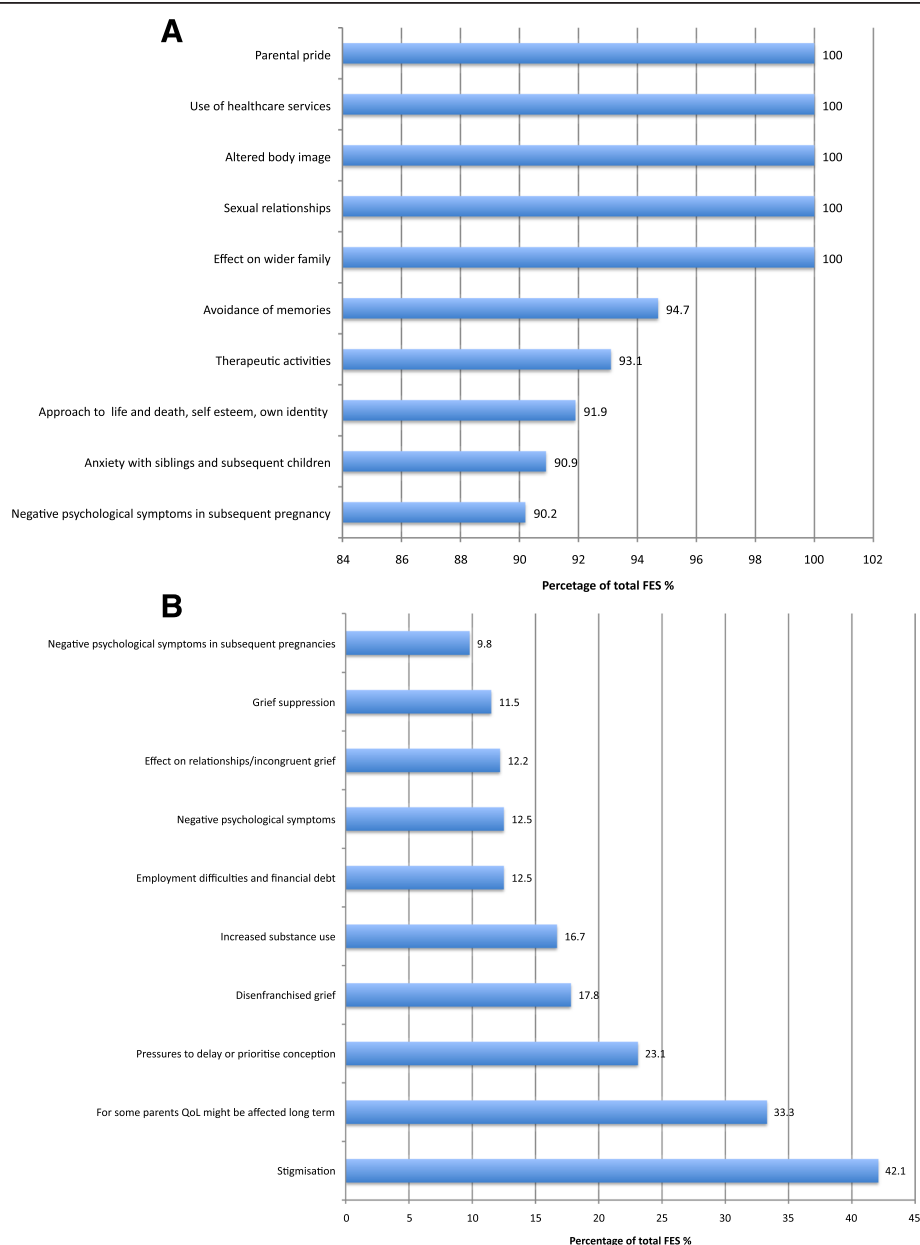 A
Parental pride 100
Use of healthcare services 100
Altered body image 100
Sexual relationships 100
Effect on wider family 100
Avoidance of memories 94.7
Therapeutic activities 93.1
Approach to life and death, self esteem, own identity 91.9
Anxiety with siblings and subsequent children 90.9
Negative psychological symptoms in subsequent pregnancy 90.2
84 86 88 90 92 94 96 98 100 102
Percetage of total FES %
B
Negative psychological symptoms in subsequent pregnancies 9.8
Grief suppression 11.5
Effect on relationships/incongruent grief 12.2
Negative psychological symptoms 12.5
Employment difficulties and financial debt 12.5
Increased substance use 16.7
Disenfranchised grief 17.8
Pressures to delay or prioritise conception 23.1
For some parents QoL might be affected long term 33.3
Stigmisation 42.1
0 5 10 15 20 25 30 35 40 45
Percentage of total FES %